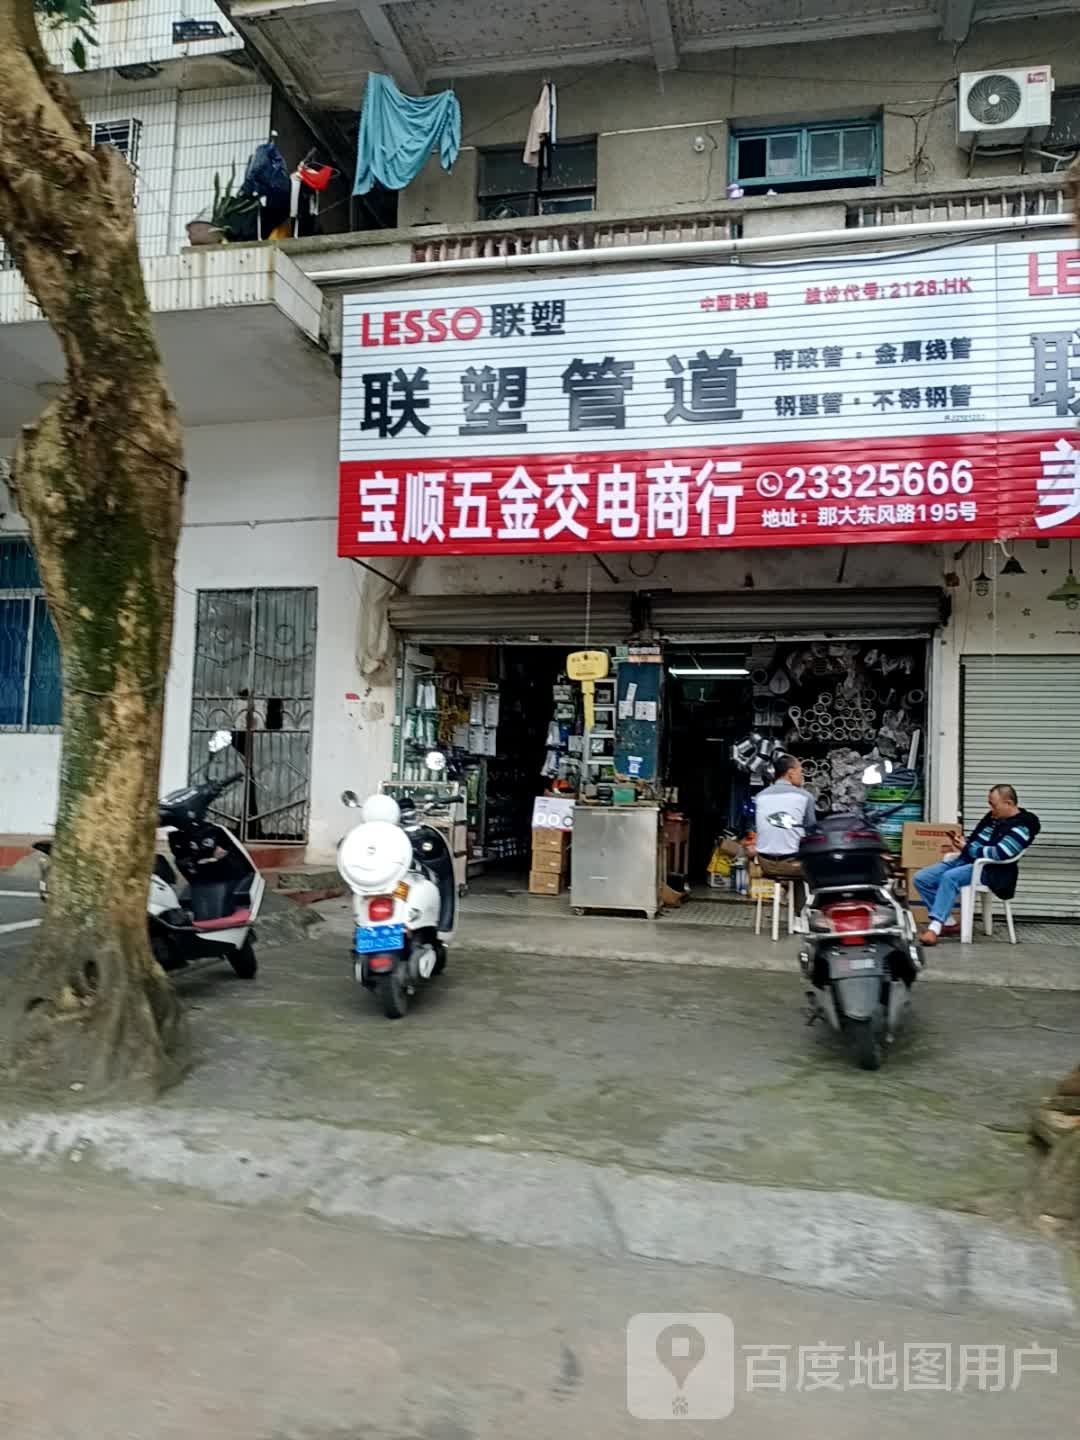 LESSO联塑
中国联塑 股份代号:2128.HK
联塑管道
市政管·金属线管
钢塑管·不锈钢管
宝顺五金交电商行
23325666
地址：那大东风路195号
LE
联
美
百度地图用户